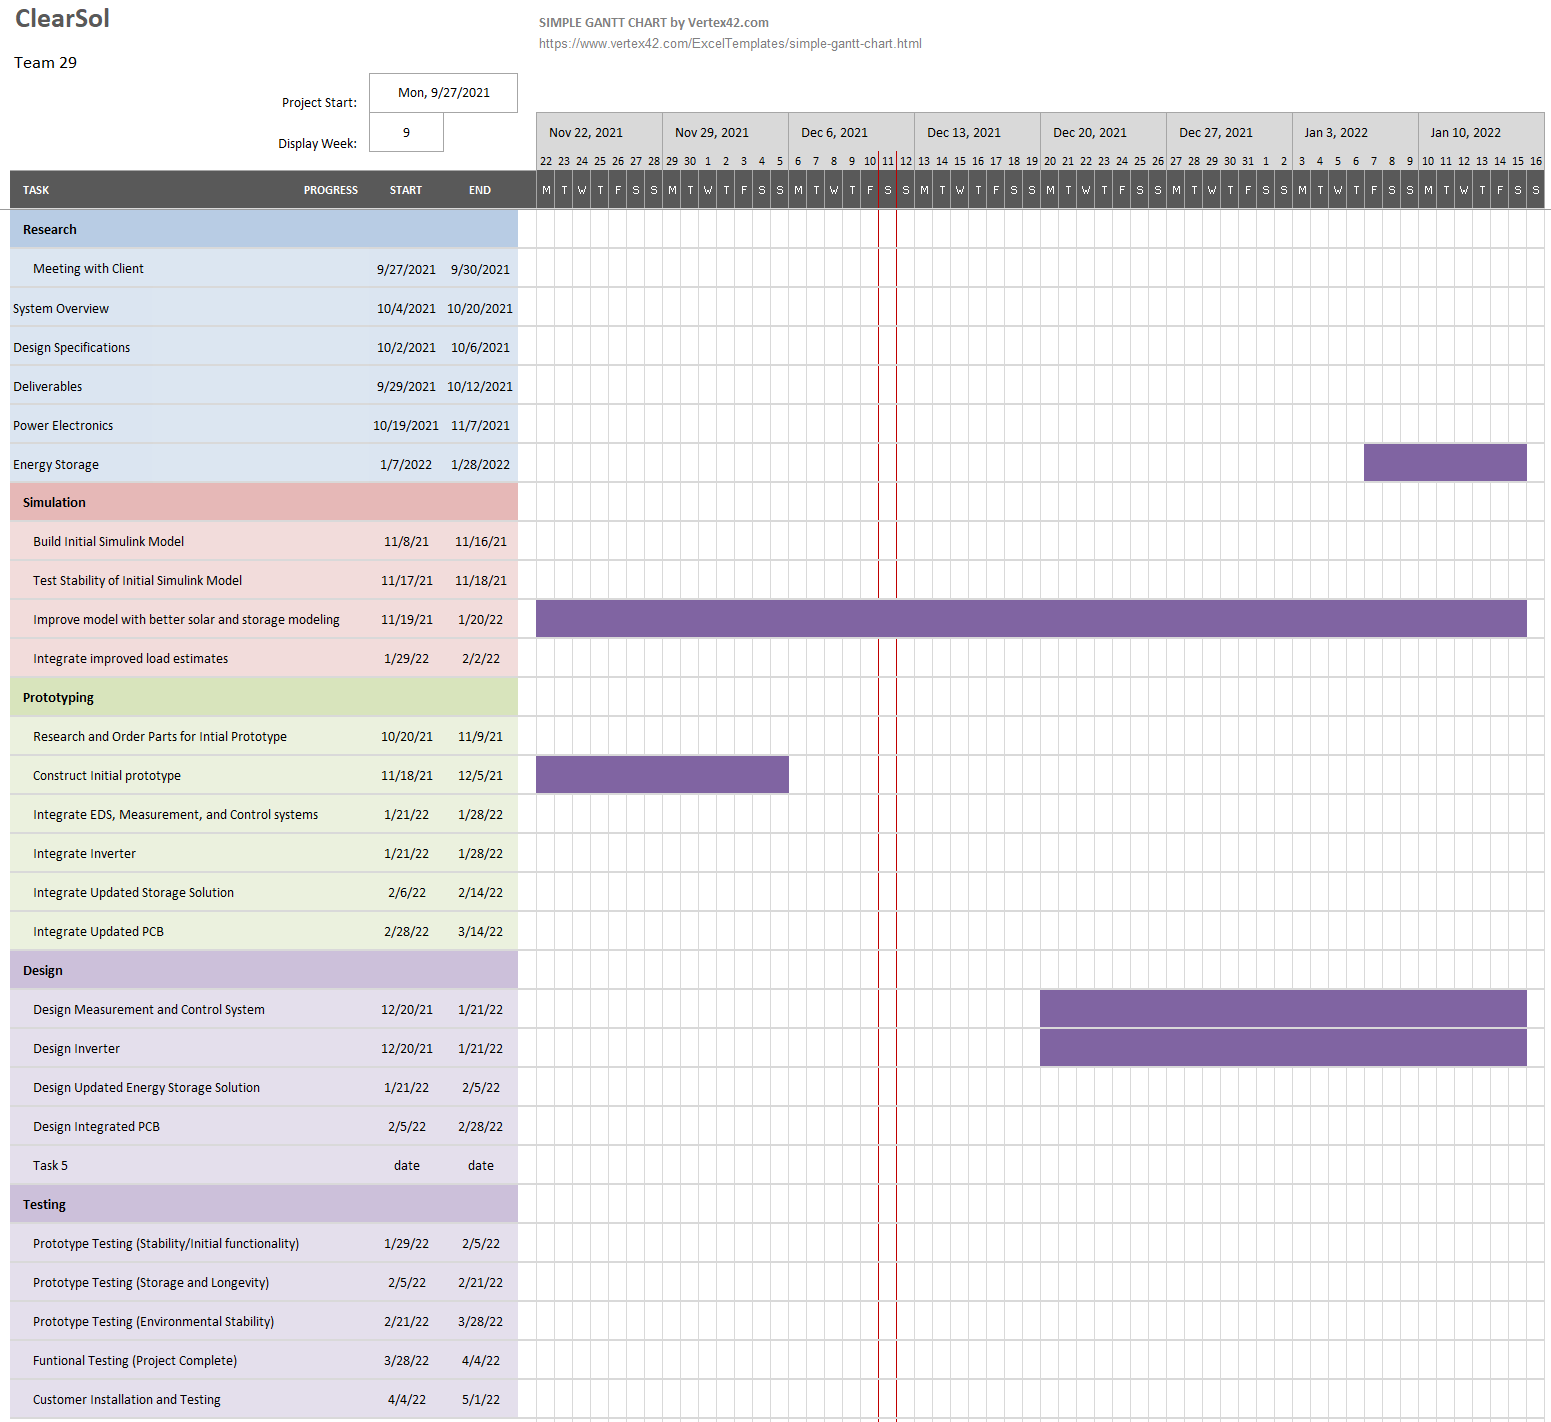 ClearSol
SIMPLE GANTT CHART by Vertex42.com
https://www.vertex42.com/ExcelTemplates/simple-gantt-chart.html
Team 29
Project Start: Mon, 9/27/2021
Display Week: 9
Nov 22, 2021 Nov 29, 2021 Dec 6, 2021 Dec 13, 2021 Dec 20, 2021 Dec 27, 2021 Jan 3, 2022 Jan 10, 2022
22 23 24 25 26 27 28 29 30 1 2 3 4 5 6 7 8 9 10 11 12 13 14 15 16 17 18 19 20 21 22 23 24 25 26 27 28 29 30 31 1 2 3 4 5 6 7 8 9 10 11 12 13 14 15 16
TASK PROGRESS START END M T W T F S S M T W T F S S M T W T F S S M T W T F S S M T W T F S S M T W T F S S M T W T F S S M T W T F S S
Research
Meeting with Client 9/27/2021 9/30/2021
System Overview 10/4/2021 10/20/2021
Design Specifications 10/2/2021 10/6/2021
Deliverables 9/29/2021 10/12/2021
Power Electronics 10/19/2021 11/7/2021
Energy Storage 1/7/2022 1/28/2022
Simulation
Build Initial Simulink Model 11/8/21 11/16/21
Test Stability of Initial Simulink Model 11/17/21 11/18/21
Improve model with better solar and storage modeling 11/19/21 1/20/22
Integrate improved load estimates 1/29/22 2/2/22
Prototyping
Research and Order Parts for Intial Prototype 10/20/21 11/9/21
Construct Initial prototype 11/18/21 12/5/21
Integrate EDS, Measurement, and Control systems 1/21/22 1/28/22
Integrate Inverter 1/21/22 1/28/22
Integrate Updated Storage Solution 2/6/22 2/14/22
Integrate Updated PCB 2/28/22 3/14/22
Design
Design Measurement and Control System 12/20/21 1/21/22
Design Inverter 12/20/21 1/21/22
Design Updated Energy Storage Solution 1/21/22 2/5/22
Design Integrated PCB 2/5/22 2/28/22
Task 5 date date
Testing
Prototype Testing (Stability/Initial functionality) 1/29/22 2/5/22
Prototype Testing (Storage and Longevity) 2/5/22 2/21/22
Prototype Testing (Environmental Stability) 2/21/22 3/28/22
Funtional Testing (Project Complete) 3/28/22 4/4/22
Customer Installation and Testing 4/4/22 5/1/22